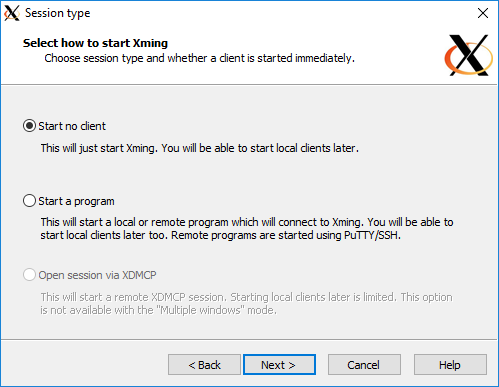 Session type
Select how to start Xming
Choose session type and whether a client is started immediately.
Start no client
This will just start Xming. You will be able to start local clients later.
Start a program
This will start a local or remote program which will connect to Xming. You will be able to
start local clients later too. Remote programs are started using PuTTY/SSH.
Open session via XDMCP
This will start a remote XDMCP session. Starting local clients later is limited. This option
is not available with the "Multiple windows" mode.
< Back
Next >
Cancel
Help